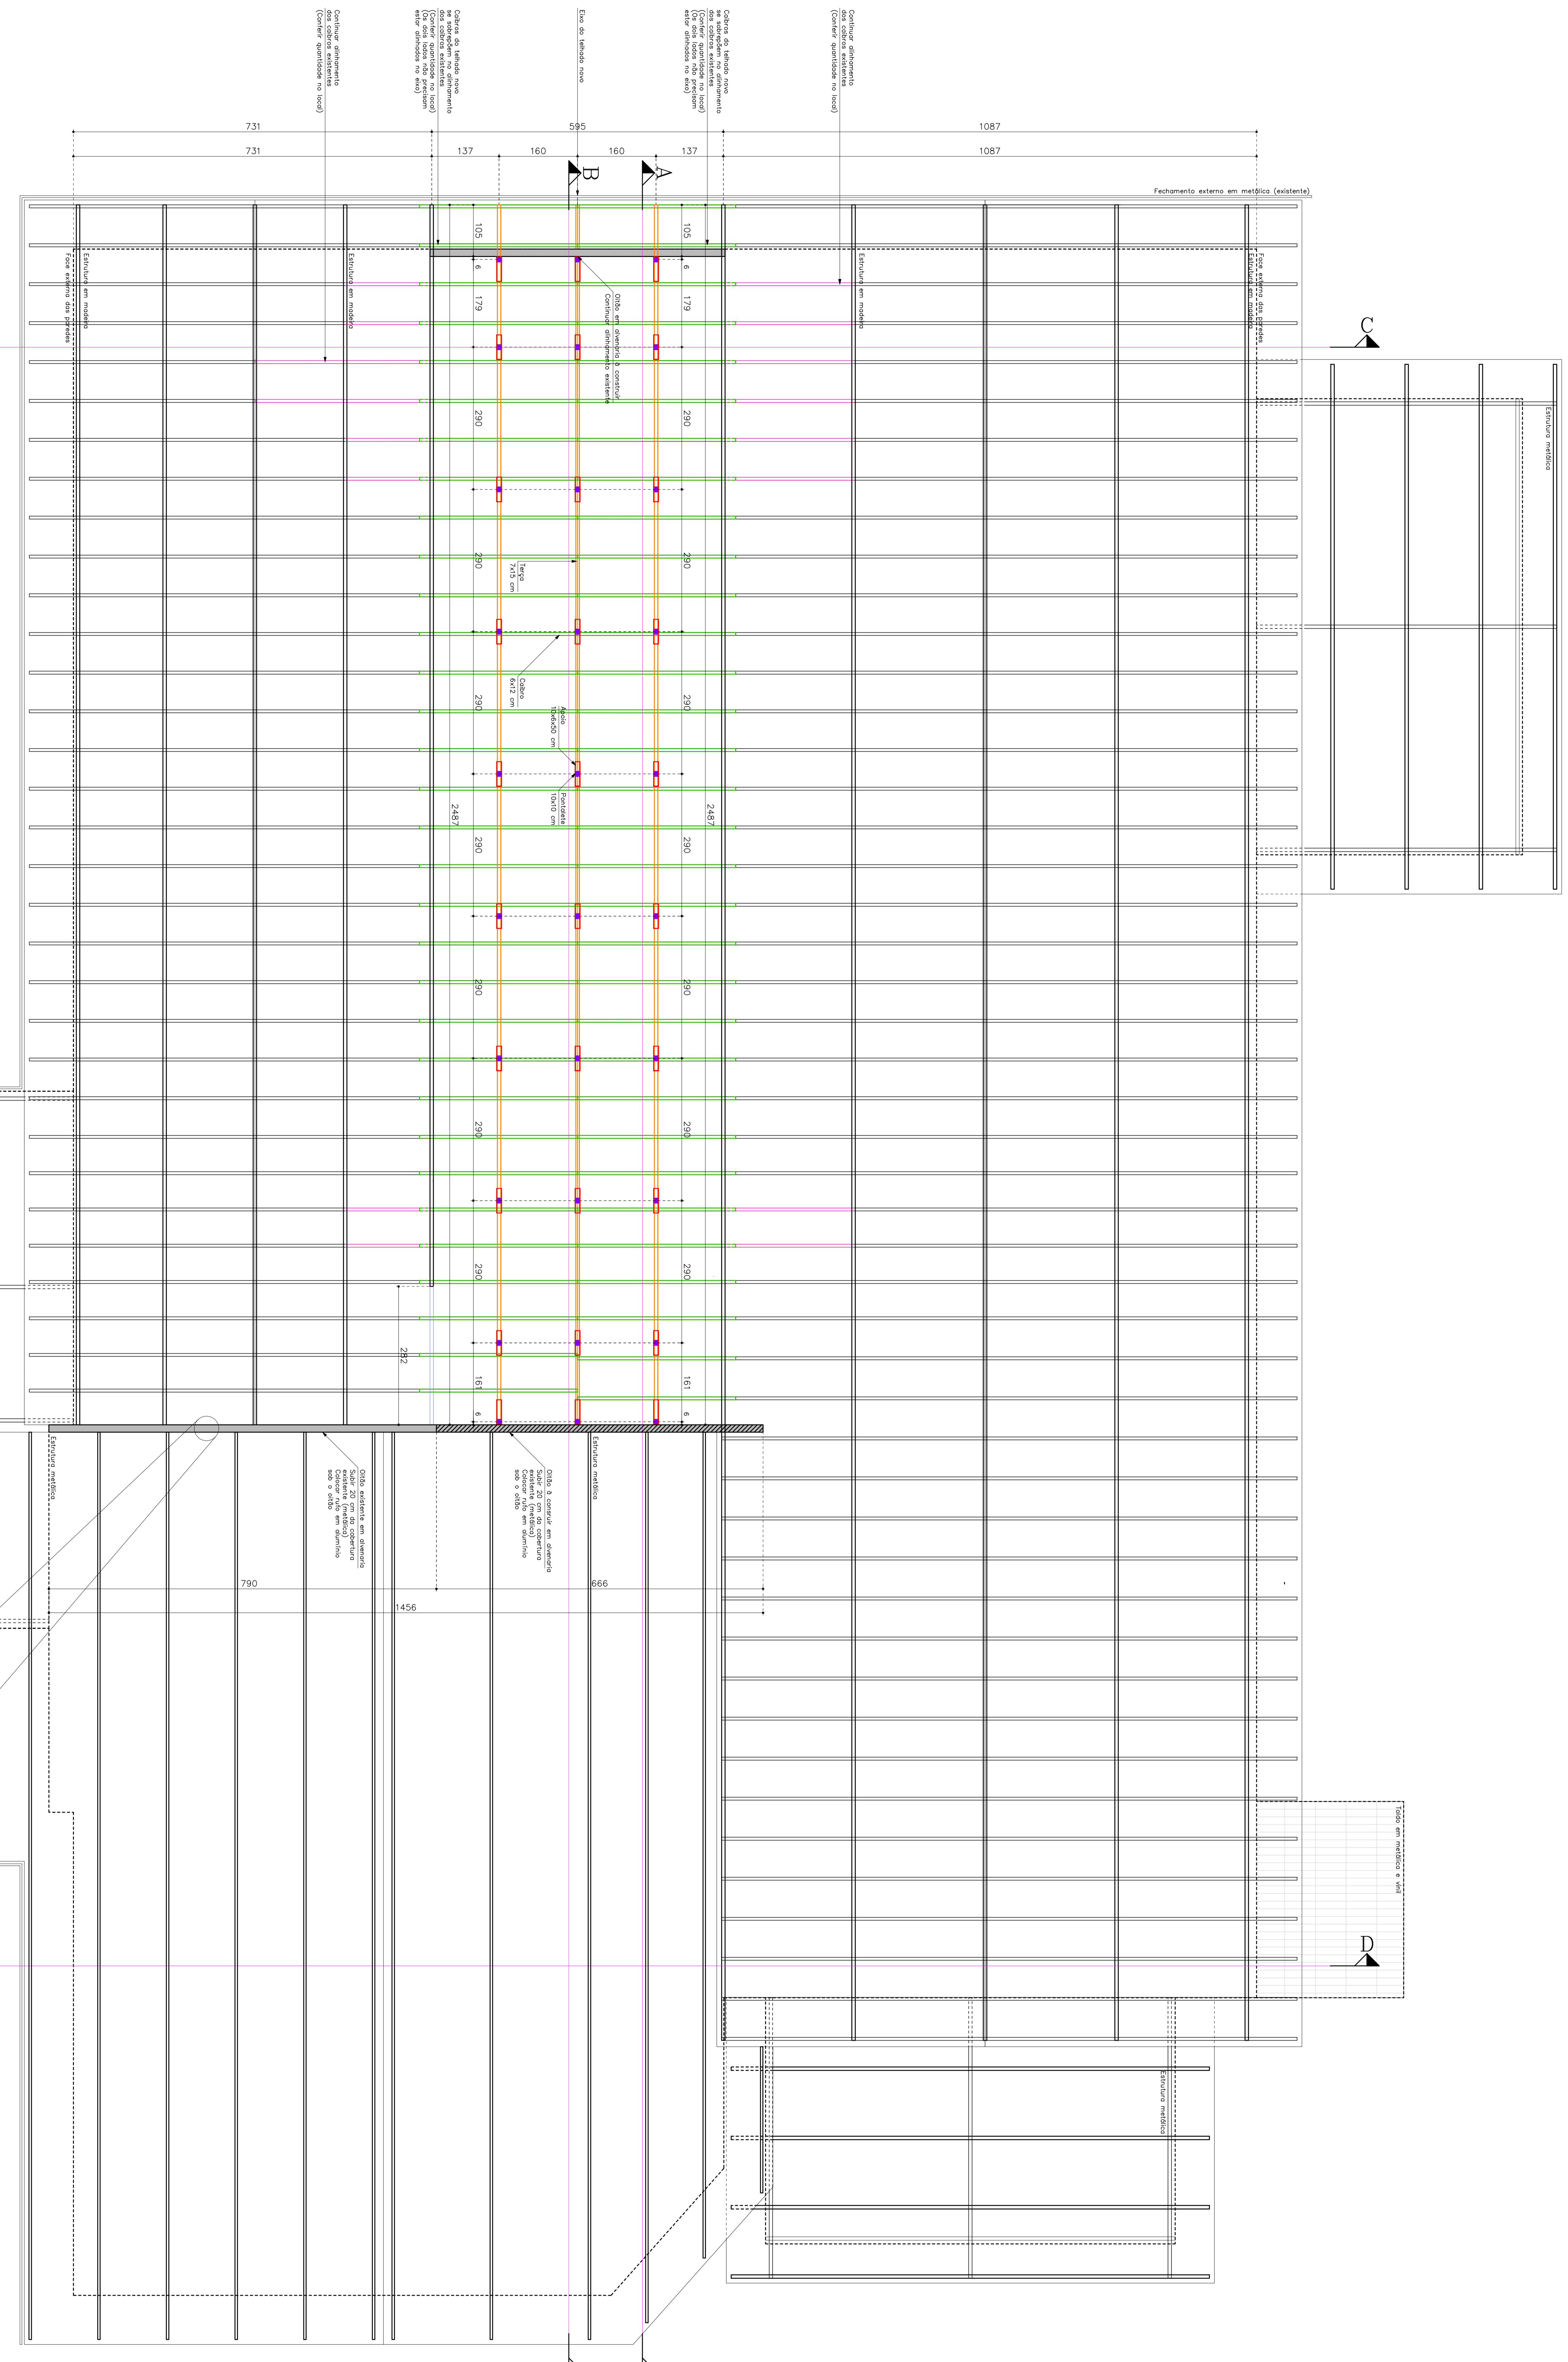 Continuar alinhamento
dos caibros existentes
(Conferir quantidade no local)
Caibros do telhado novo
se sobrepõem no alinhamento
dos caibros existentes
(Conferir quantidade no local)
(Os dois lados não precisam
estar alinhados no eixo)
Eixo do telhado novo
Caibros do telhado novo
se sobrepõem no alinhamento
dos caibros existentes
(Conferir quantidade no local)
(Os dois lados não precisam
estar alinhados no eixo)
Continuar alinhamento
dos caibros existentes
(Conferir quantidade no local)
731
595
1087
731
137
160
160
137
1087
B
A
Fechamento externo em metálica (existente)
Face externa das paredes
Estrutura em madeira
Estrutura em madeira
Oitão em alvenaria à construir
Continuar alinhamento existente
Estrutura em madeira
Estrutura em madeira
Face externa das paredes
C
Estrutura metálica
105
6
179
290
290
290
290
290
290
290
290
161
6
2487
105
6
179
290
290
290
290
290
290
290
290
161
6
2487
Terça
7x15 cm
Caibro
6x12 cm
Apoio
10x6x50 cm
Pontalete
10x10 cm
282
Estrutura metálica
Oitão existente em alvenaria
Subir 20 cm da cobertura
existente (metálica)
Colocar rufo em alumínio
sob o oitão
Oitão à consruir em alvenaria
Subir 20 cm da cobertura
existente (metálica)
Colocar rufo em alumínio
sob o oitão
Estrutura metálica
790
666
1456
Toldo em metálica e vinil
D
Estrutura metálica